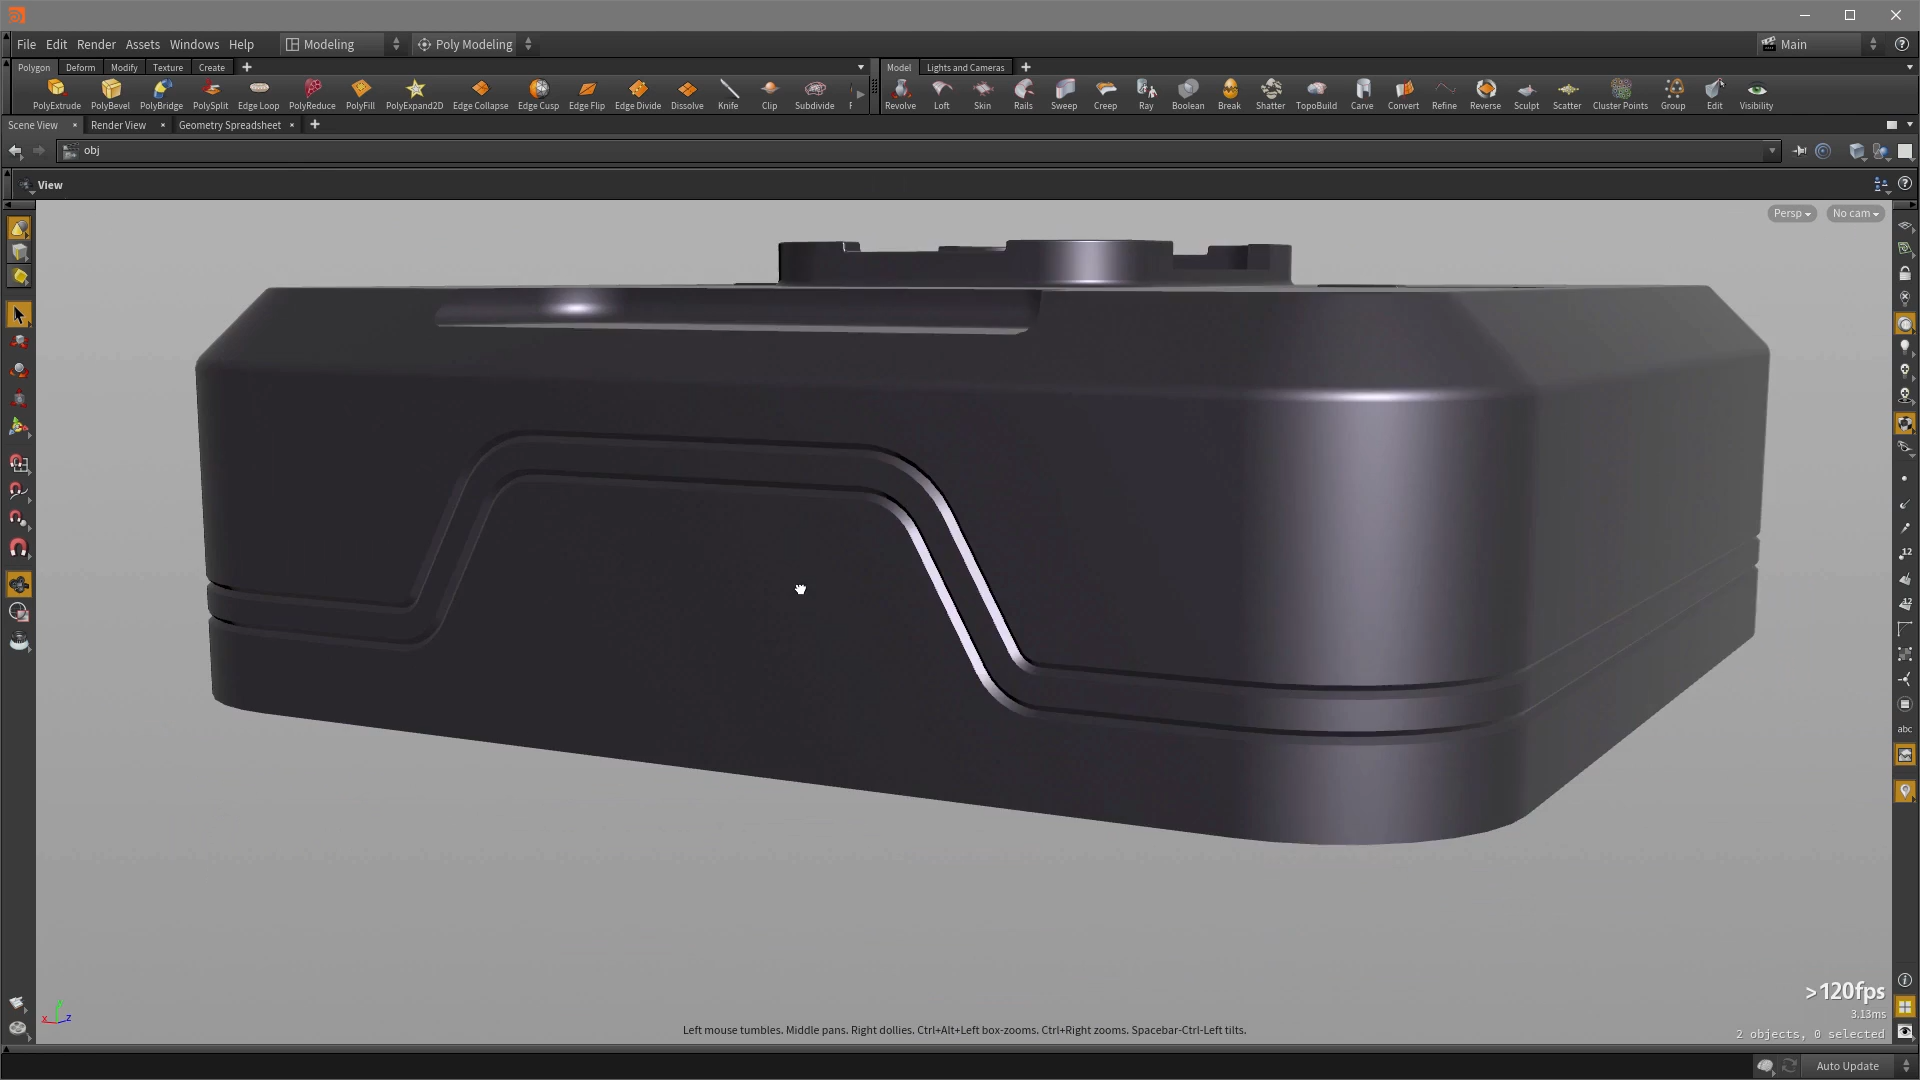 File Edit Render Assets Windows Help Modeling Poly Modeling Main
Polygon Deform Modify Texture Create Model Lights and Cameras
PolyExtrude PolyBevel PolyBridge PolySplit Edge Loop PolyReduce PolyFill PolyExpand2D Edge Collapse Edge Cusp Edge Flip Edge Divide Dissolve Knife Clip Subdivide Revolve Loft Skin Rails Sweep Creep Ray Boolean Break Shatter TopoBuild Carve Convert Refine Reverse Sculpt Scatter Cluster Points Group Edit Visibility
Scene View Render View Geometry Spreadsheet
obj
View
Persp No cam
12
12
abc
>120fps
3.13ms
x y z
Left mouse tumbles. Middle pans. Right dollies. Ctrl+Alt+Left box-zooms. Ctrl+Right zooms. Spacebar-Ctrl-Left tilts.
2 objects, 0 selected
Auto Update